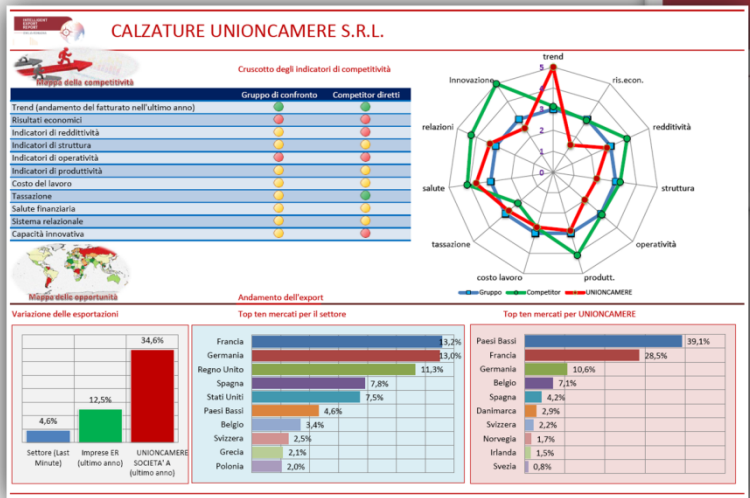 INTELLIGENT
EXPORT
REPORT
CALZATURE UNIONCAMERE S.R.L.
Mappa della competitività
Cruscotto degli indicatori di competitività
Gruppo di confronto Competitor diretti
Trend (andamento del fatturato nell'ultimo anno)
Risultati economici
Indicatori di reddittività
Indicatori di struttura
Indicatori di operatività
Indicatori di produttività
Costo del lavoro
Tassazione
Salute finanziaria
Sistema relazionale
Capacità innovativa
trend
ris.econ.
redditività
struttura
operatività
produtt.
costo lavoro
tassazione
salute
relazioni
Innovazione
5
4
3
2
1
0
Gruppo Competitor UNIONCAMERE
Mappa delle opportunità
Andamento dell'export
Variazione delle esportazioni
4,6%
12,5%
34,6%
Settore (Last Minute)
Imprese ER (ultimo anno)
UNIONCAMERE SOCIETA' A (ultimo anno)
Top ten mercati per il settore
Francia 13,2%
Germania 13,0%
Regno Unito 11,3%
Spagna 7,8%
Stati Uniti 7,5%
Paesi Bassi 4,6%
Belgio 3,4%
Svizzera 2,5%
Grecia 2,1%
Polonia 2,0%
Top ten mercati per UNIONCAMERE
Paesi Bassi 39,1%
Francia 28,5%
Germania 10,6%
Belgio 7,1%
Spagna 4,2%
Danimarca 2,9%
Svizzera 2,2%
Norvegia 1,7%
Irlanda 1,5%
Svezia 0,8%